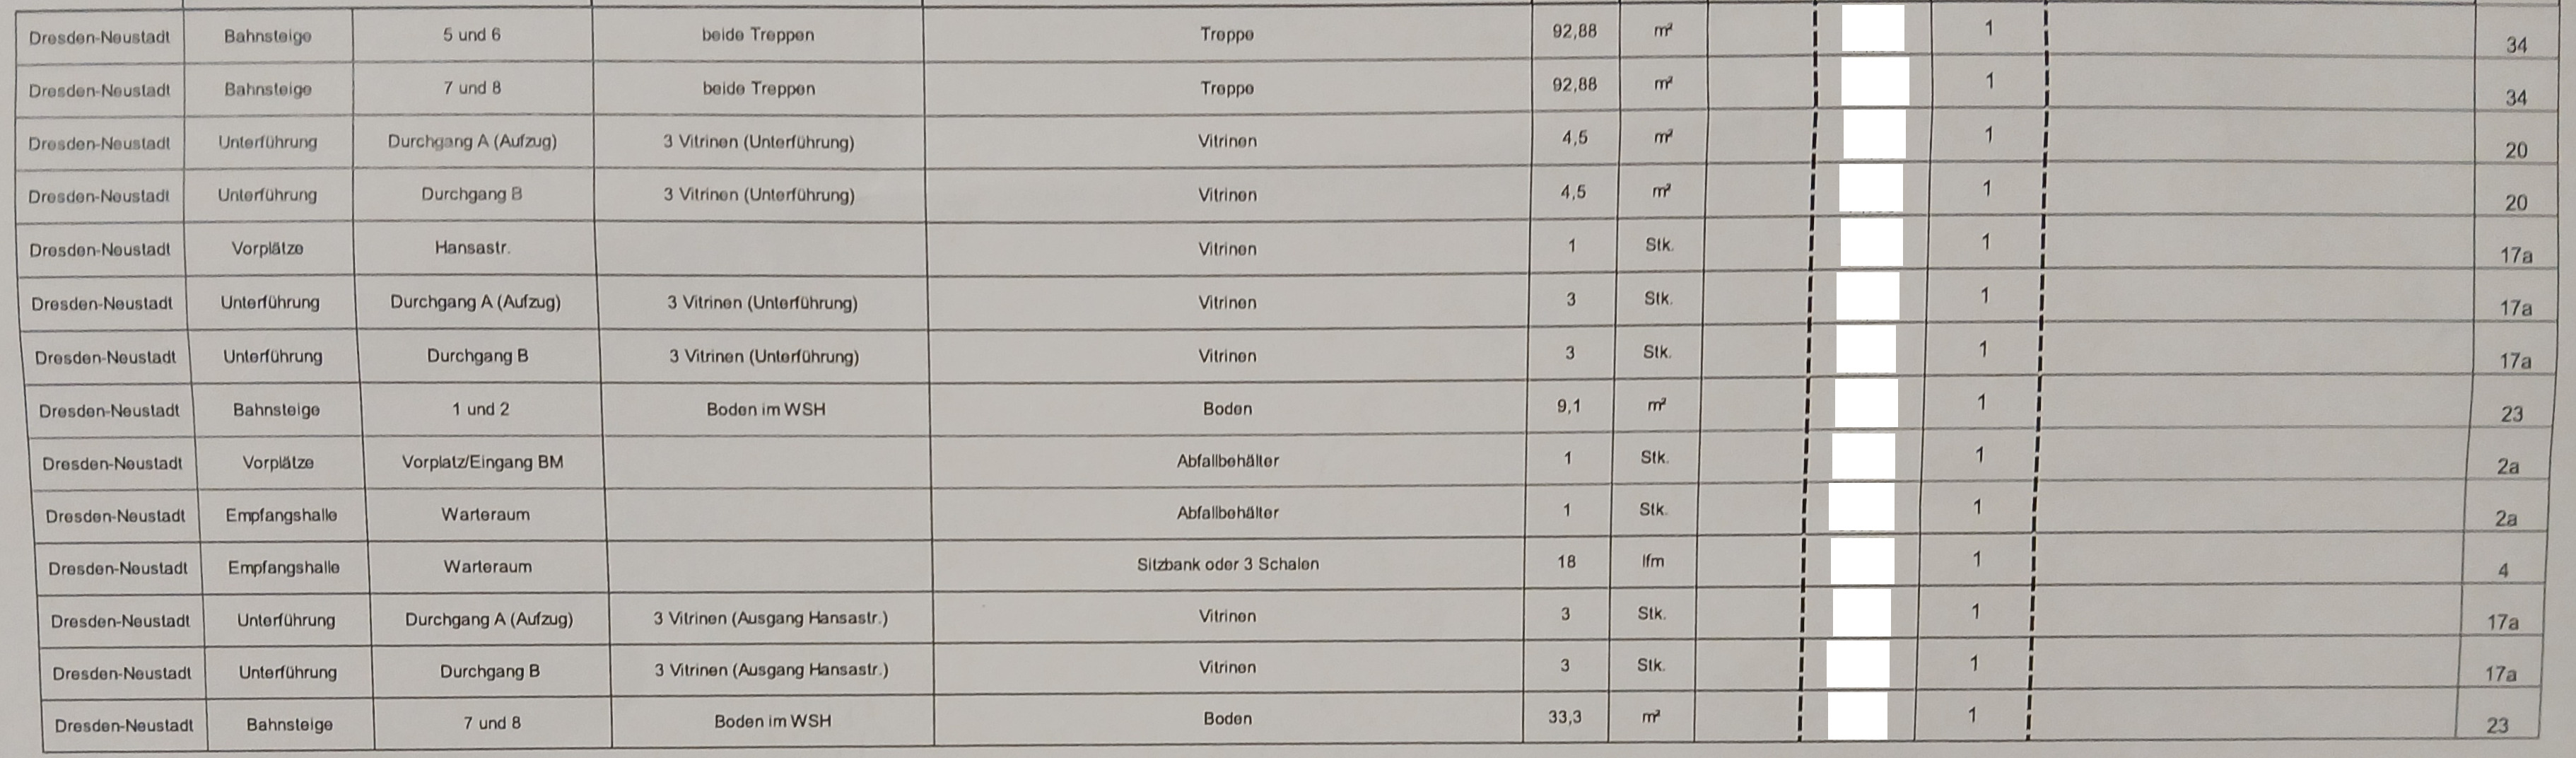 Dresden-Neustadt Bahnsteige 5 und 6 beide Treppen Treppe 92,88 m² 1 34
Dresden-Neustadt Bahnsteige 7 und 8 beide Treppen Treppe 92,88 m² 1 34
Dresden-Neustadt Unterführung Durchgang A (Aufzug) 3 Vitrinen (Unterführung) Vitrinen 4,5 m² 1 20
Dresden-Neustadt Unterführung Durchgang B 3 Vitrinen (Unterführung) Vitrinen 4,5 m² 1 20
Dresden-Neustadt Vorplätze Hansastr. Vitrinen 1 Stk. 1 17a
Dresden-Neustadt Unterführung Durchgang A (Aufzug) 3 Vitrinen (Unterführung) Vitrinen 3 Stk. 1 17a
Dresden-Neustadt Unterführung Durchgang B 3 Vitrinen (Unterführung) Vitrinen 3 Stk. 1 17a
Dresden-Neustadt Bahnsteige 1 und 2 Boden im WSH Boden 9,1 m² 1 23
Dresden-Neustadt Vorplätze Vorplatz/Eingang BM Abfallbehälter 1 Stk. 1 2a
Dresden-Neustadt Empfangshalle Warteraum Abfallbehälter 1 Stk. 1 2a
Dresden-Neustadt Empfangshalle Warteraum Sitzbank oder 3 Schalen 18 lfm 1 4
Dresden-Neustadt Unterführung Durchgang A (Aufzug) 3 Vitrinen (Ausgang Hansastr.) Vitrinen 3 Stk. 1 17a
Dresden-Neustadt Unterführung Durchgang B 3 Vitrinen (Ausgang Hansastr.) Vitrinen 3 Stk. 1 17a
Dresden-Neustadt Bahnsteige 7 und 8 Boden im WSH Boden 33,3 m² 1 23